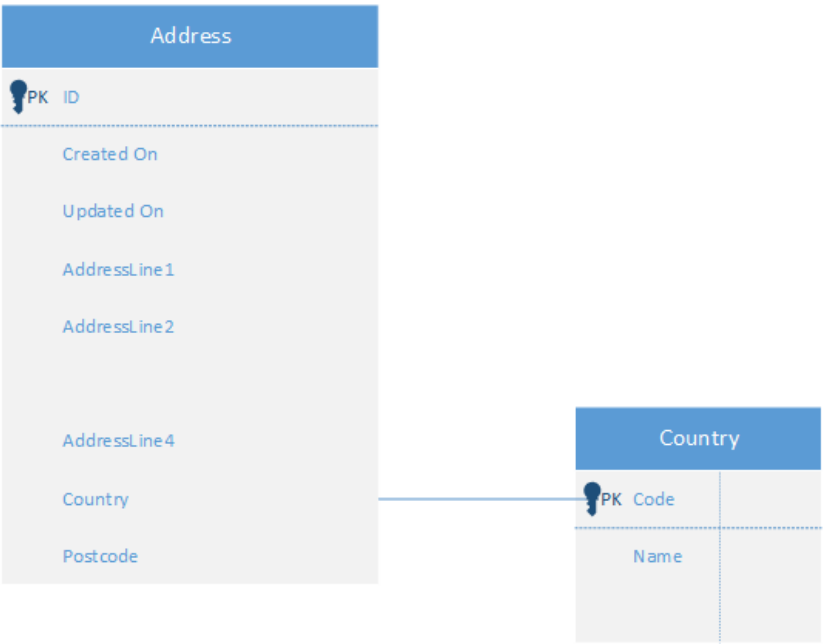 Address
PK ID
Created On
Updated On
AddressLine1
AddressLine2
AddressLine4
Country
Postcode
Country
PK Code
Name